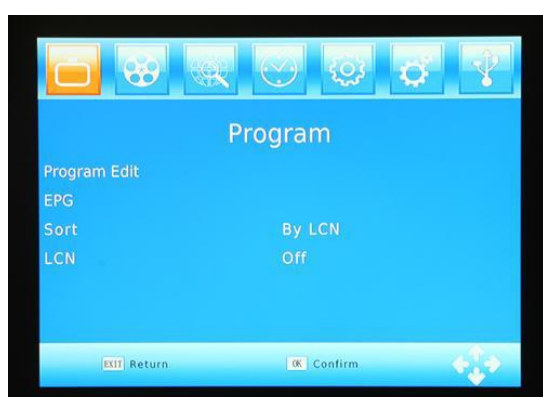 Program
Program Edit
EPG
Sort By LCN
LCN Off
EXIT Return OK Confirm